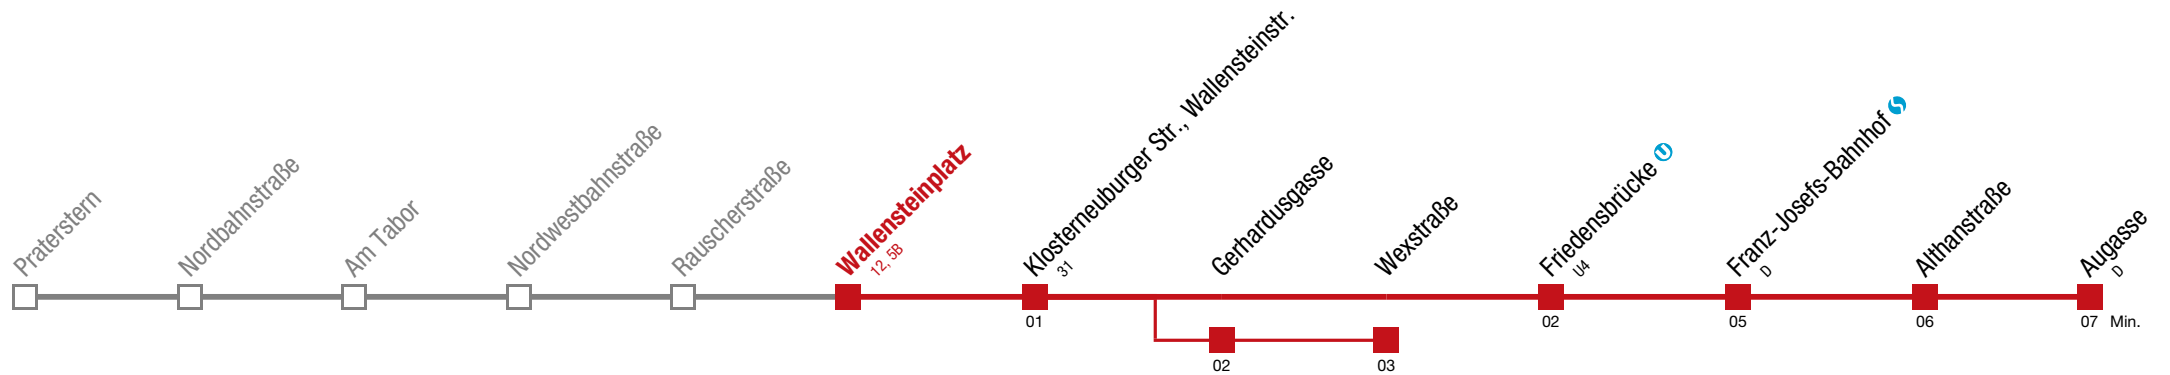 Praterstern
Nordbahnstraße
Am Tabor
Nordwestbahnstraße
Rauscherstraße
Wallensteinplatz
12, 5B
Klosterneuburger Str., Wallensteinstr.
31
Gerhardusgasse
Wexstraße
Friedensbrücke U
U4
Franz-Josefs-Bahnhof S
D
Althanstraße
Augasse
D
01
02
05
06
07 Min.
02
03